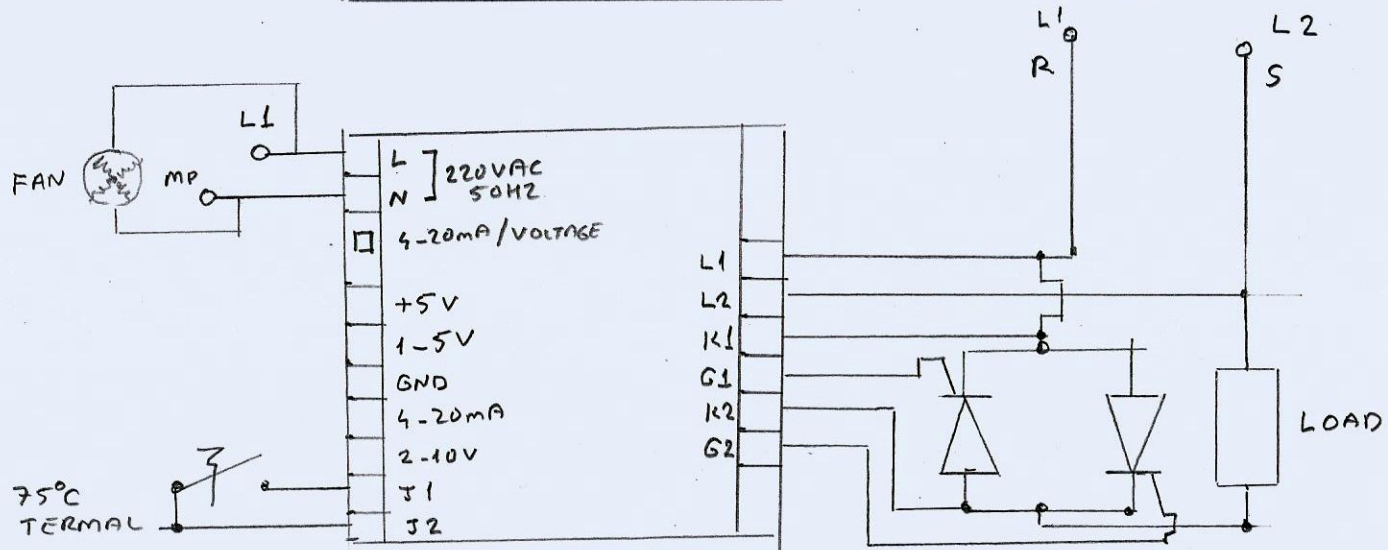 L1
R
L2
S
L1
FAN
MP
L
N
220VAC
50HZ
4-20mA/VOLTAGE
+5V
1-5V
GND
4-20mA
2-10V
J1
J2
75°C
TERMAL
L1
L2
K1
G1
K2
G2
LOAD